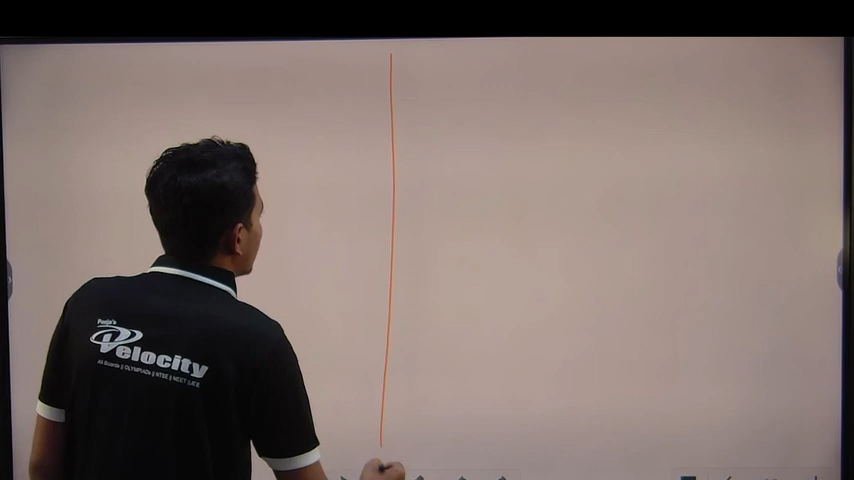 Pooja's
Velocity
All Boards || OLYMPIADs || NTSE || NEET || JEE